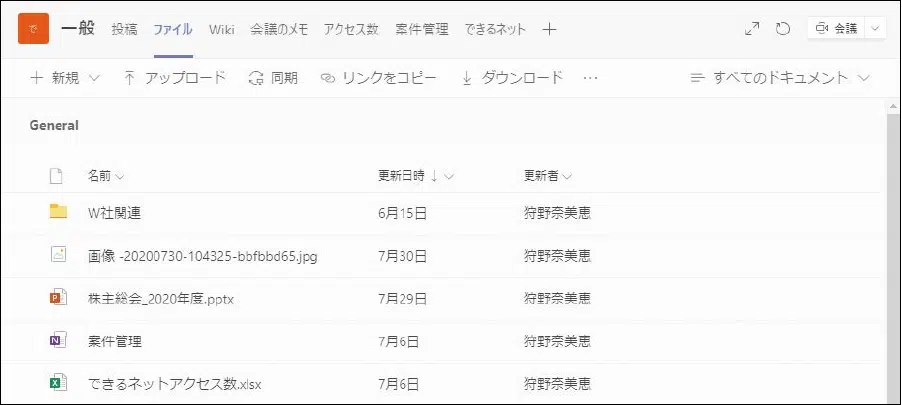 で 一般 投稿 ファイル Wiki 会議のメモ アクセス数 案件管理 できるネット 会議
新規 アップロード 同期 リンクをコピー ダウンロード ··· すべてのドキュメント
General
名前 更新日時 ↓ 更新者
W社関連 6月15日 狩野奈美恵
画像 -20200730-104325-bbfbbd65.jpg 7月30日 狩野奈美恵
株主総会_2020年度.pptx 7月29日 狩野奈美恵
案件管理 7月6日 狩野奈美恵
できるネットアクセス数.xlsx 7月6日 狩野奈美恵